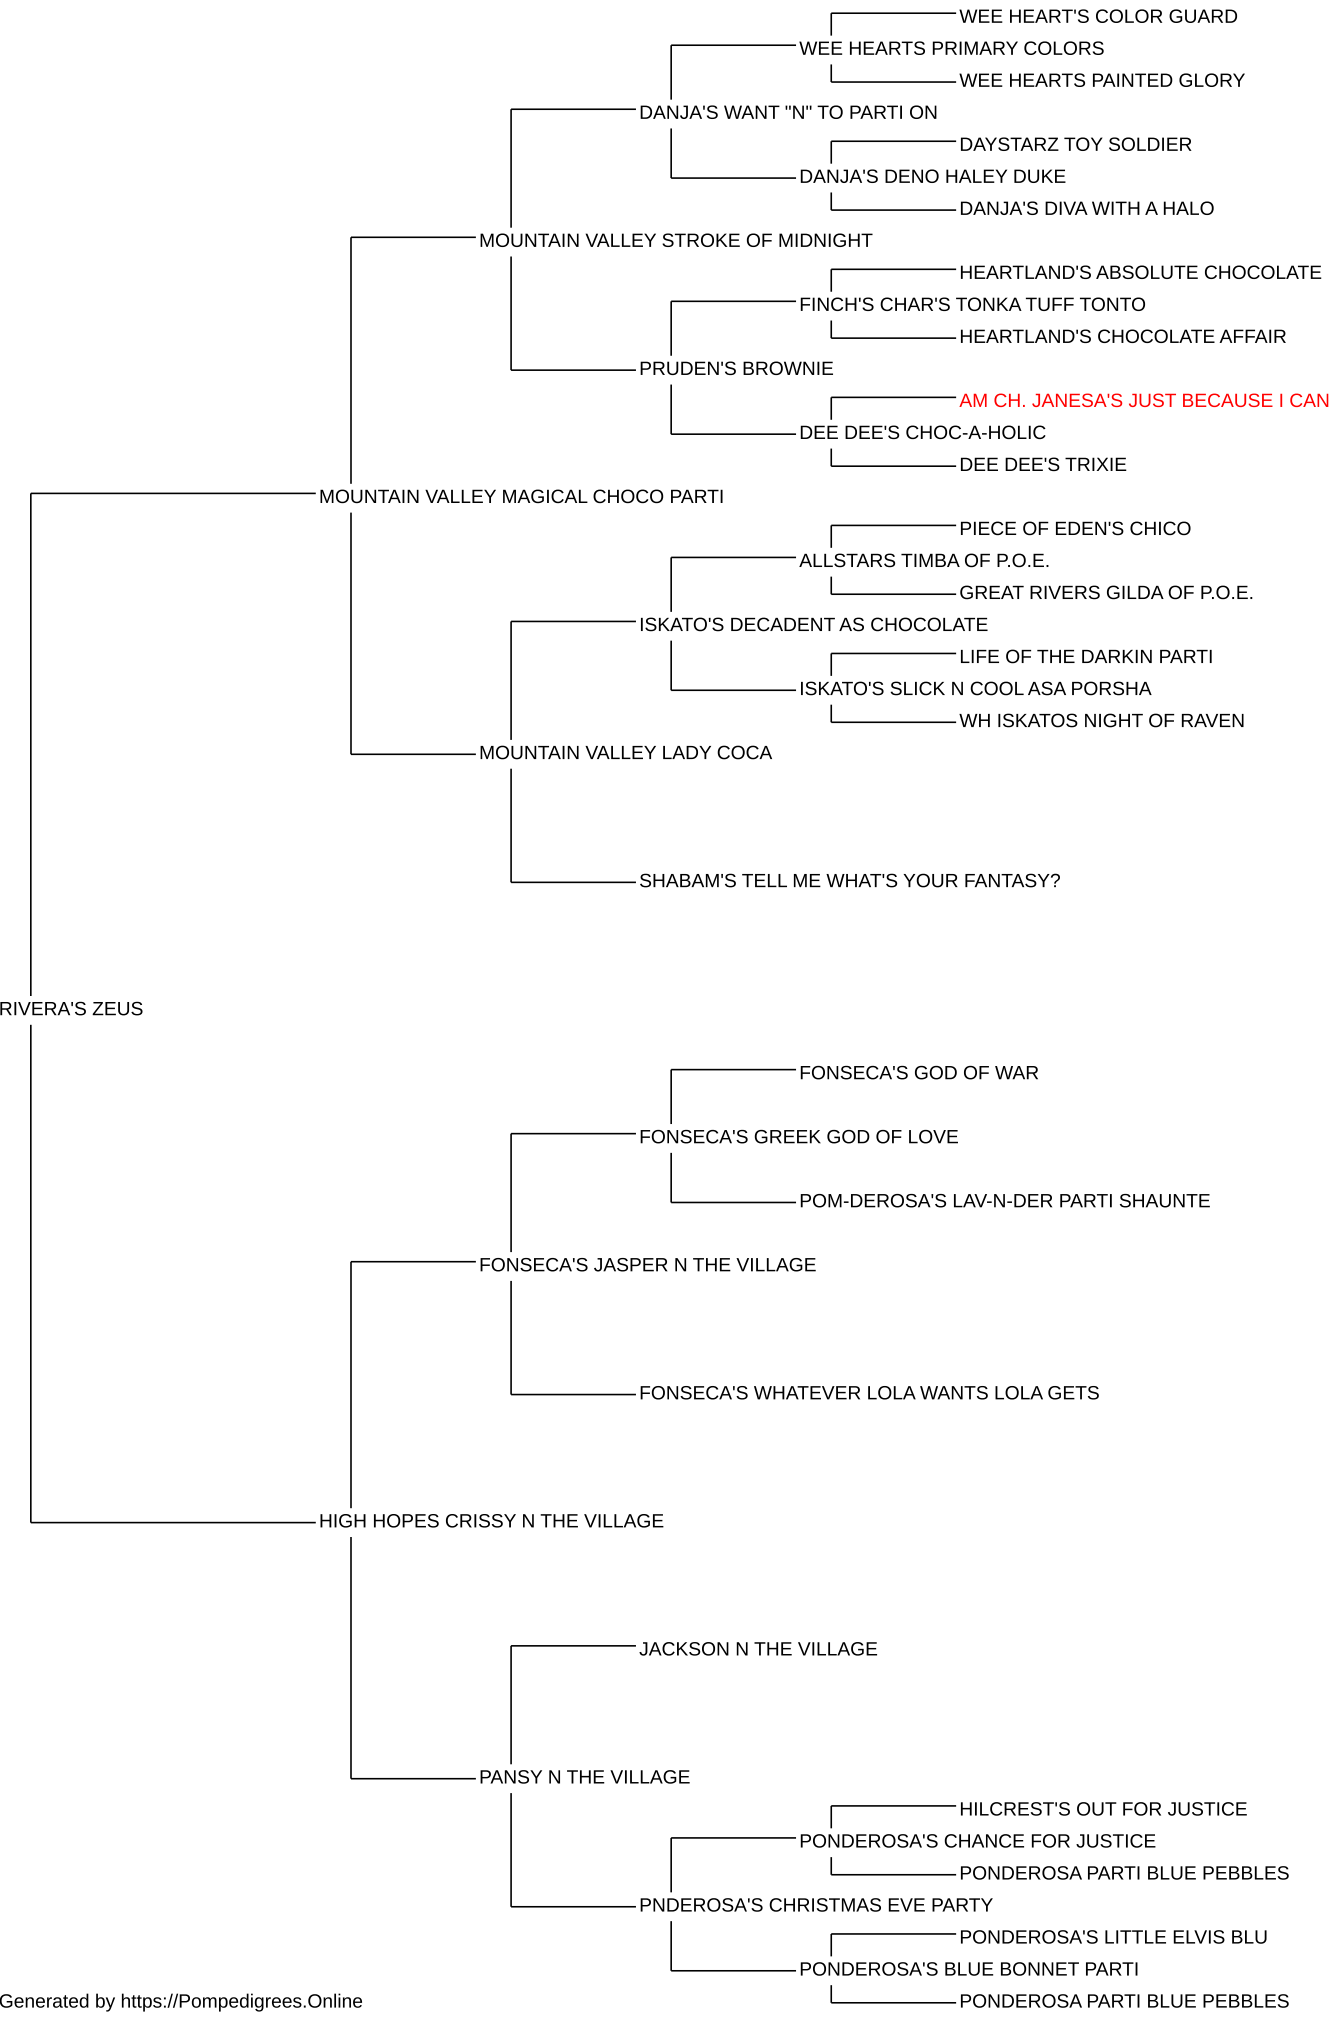 WEE HEART'S COLOR GUARD
WEE HEARTS PRIMARY COLORS
WEE HEARTS PAINTED GLORY
DANJA'S WANT "N" TO PARTI ON
DAYSTARZ TOY SOLDIER
DANJA'S DENO HALEY DUKE
DANJA'S DIVA WITH A HALO
MOUNTAIN VALLEY STROKE OF MIDNIGHT
HEARTLAND'S ABSOLUTE CHOCOLATE
FINCH'S CHAR'S TONKA TUFF TONTO
HEARTLAND'S CHOCOLATE AFFAIR
PRUDEN'S BROWNIE
AM CH. JANESA'S JUST BECAUSE I CAN
DEE DEE'S CHOC-A-HOLIC
DEE DEE'S TRIXIE
MOUNTAIN VALLEY MAGICAL CHOCO PARTI
PIECE OF EDEN'S CHICO
ALLSTARS TIMBA OF P.O.E.
GREAT RIVERS GILDA OF P.O.E.
ISKATO'S DECADENT AS CHOCOLATE
LIFE OF THE DARKIN PARTI
ISKATO'S SLICK N COOL ASA PORSHA
WH ISKATOS NIGHT OF RAVEN
MOUNTAIN VALLEY LADY COCA
SHABAM'S TELL ME WHAT'S YOUR FANTASY?
RIVERA'S ZEUS
FONSECA'S GOD OF WAR
FONSECA'S GREEK GOD OF LOVE
POM-DEROSA'S LAV-N-DER PARTI SHAUNTE
FONSECA'S JASPER N THE VILLAGE
FONSECA'S WHATEVER LOLA WANTS LOLA GETS
HIGH HOPES CRISSY N THE VILLAGE
JACKSON N THE VILLAGE
PANSY N THE VILLAGE
HILCREST'S OUT FOR JUSTICE
PONDEROSA'S CHANCE FOR JUSTICE
PONDEROSA PARTI BLUE PEBBLES
PNDEROSA'S CHRISTMAS EVE PARTY
PONDEROSA'S LITTLE ELVIS BLU
PONDEROSA'S BLUE BONNET PARTI
PONDEROSA PARTI BLUE PEBBLES
Generated by https://Pompedigrees.Online